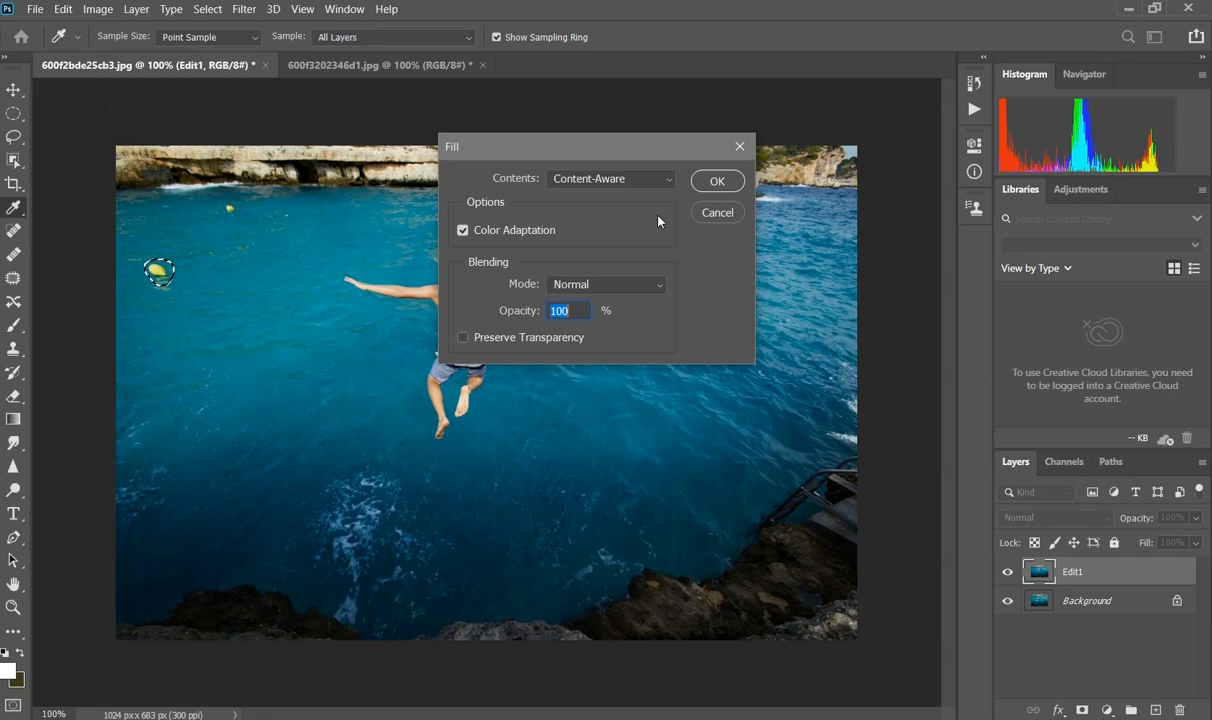 Ps File Edit Image Layer Type Select Filter 3D View Window Help
Sample Size: Point Sample Sample: All Layers Show Sampling Ring
600f2bde25cb3.jpg @ 100% (Edit1, RGB/8#) * × 600f3202346d1.jpg @ 100% (RGB/8#) * ×
Histogram Navigator
Fill
Contents: Content-Aware
OK
Options
Color Adaptation
Cancel
Blending
Mode: Normal
Opacity: 100 %
Preserve Transparency
Libraries Adjustments
Search Current Library
View by Type
To use Creative Cloud Libraries, you need
to be logged into a Creative Cloud
account.
-- KB
Layers Channels Paths
Kind
Normal Opacity: 100%
Lock: Fill: 100%
Edit1
Background
fx
100% 1024 px x 683 px (300 ppi)